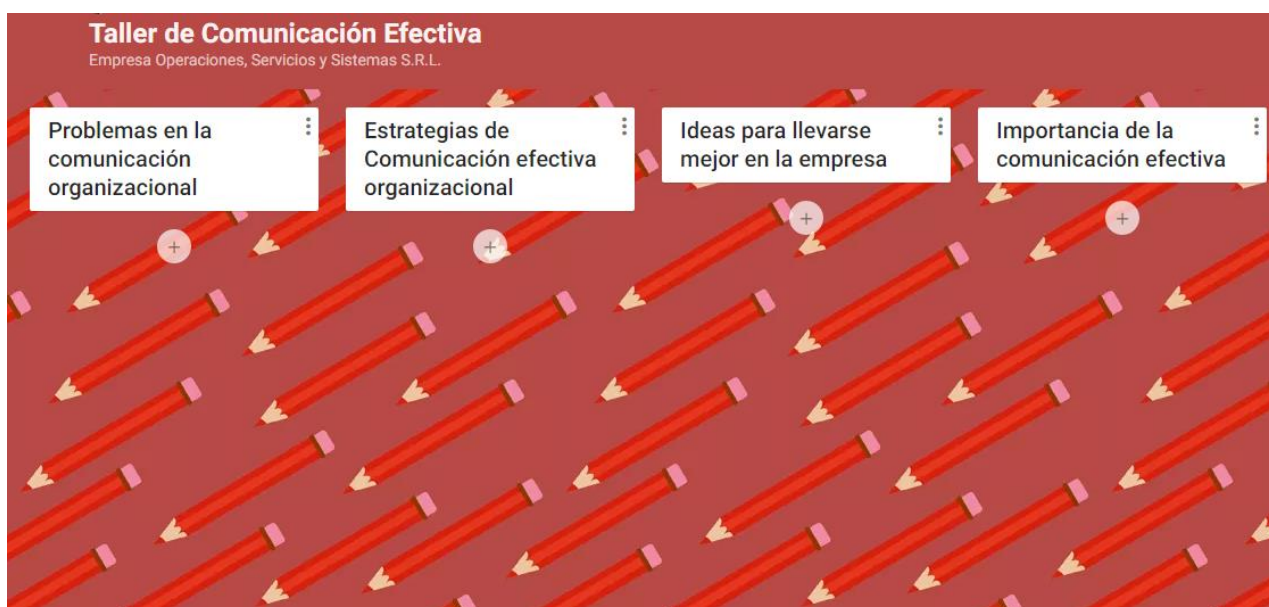 Taller de Comunicación Efectiva
Empresa Operaciones, Servicios y Sistemas S.R.L.
Problemas en la
comunicación
organizacional
Estrategias de
Comunicación efectiva
organizacional
Ideas para llevarse
mejor en la empresa
Importancia de la
comunicación efectiva